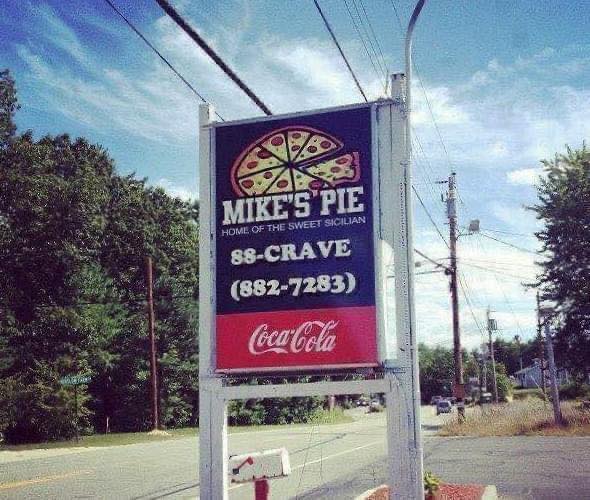 MIKE'S PIE
HOME OF THE SWEET SICILIAN
88-CRAVE
(882-7283)
Coca-Cola